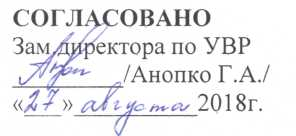 СОГЛАСОВАНО
Зам.директора по УВР
/Анопко Г.А./
«27» августа 2018г.